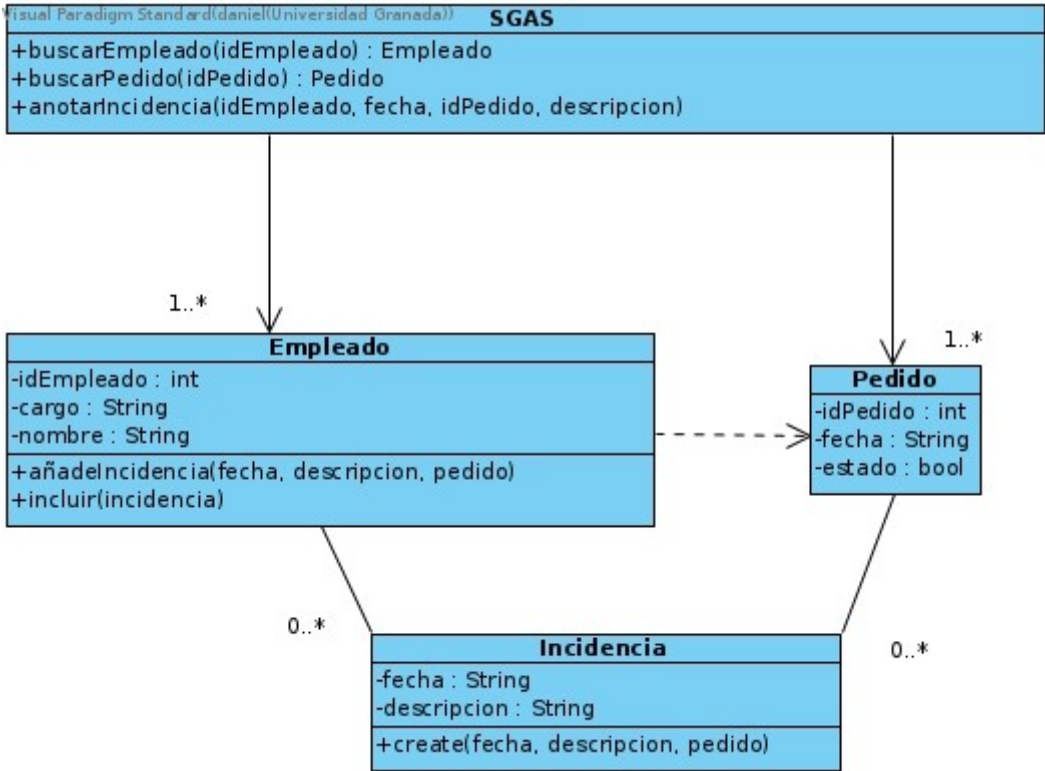 Visual Paradigm Standard(daniel(Universidad Granada))
SGAS
+buscarEmpleado(idEmpleado) : Empleado
+buscarPedido(idPedido) : Pedido
+anotarIncidencia(idEmpleado, fecha, idPedido, descripcion)
1..*
1..*
Empleado
-idEmpleado : int
-cargo : String
-nombre : String
+añadeIncidencia(fecha, descripcion, pedido)
+incluir(incidencia)
Pedido
-idPedido : int
-fecha : String
-estado : bool
0..*
0..*
Incidencia
-fecha : String
-descripcion : String
+create(fecha, descripcion, pedido)